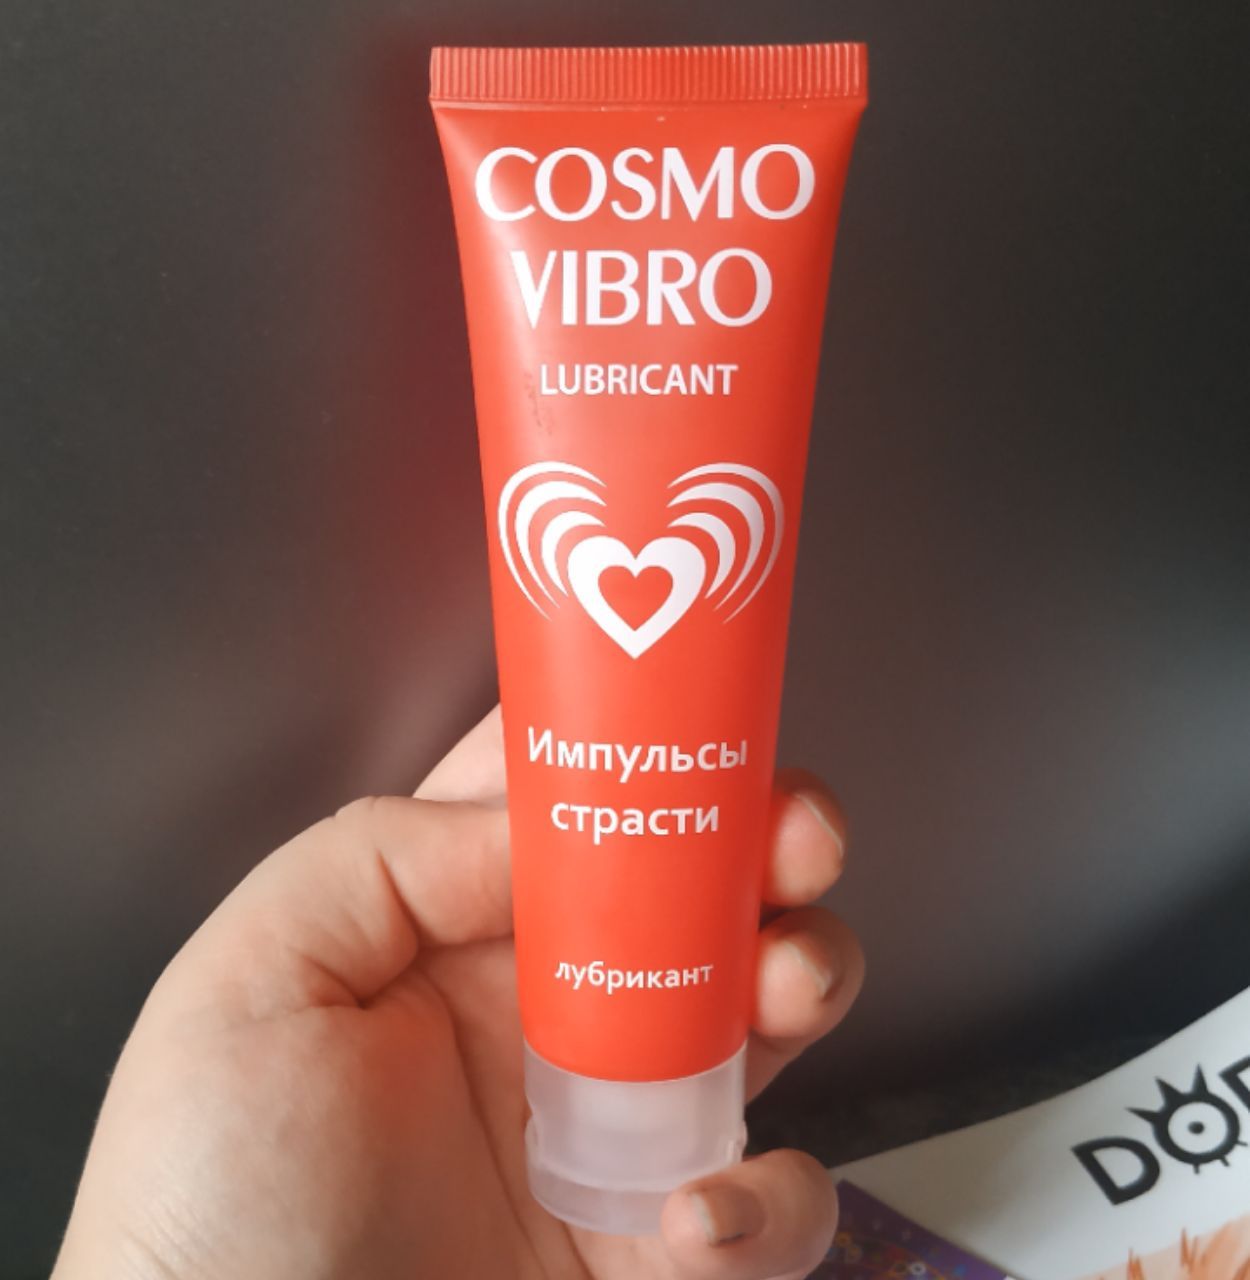 COSMO
VIBRO
LUBRICANT
Импульсы
страсти
лубрикант